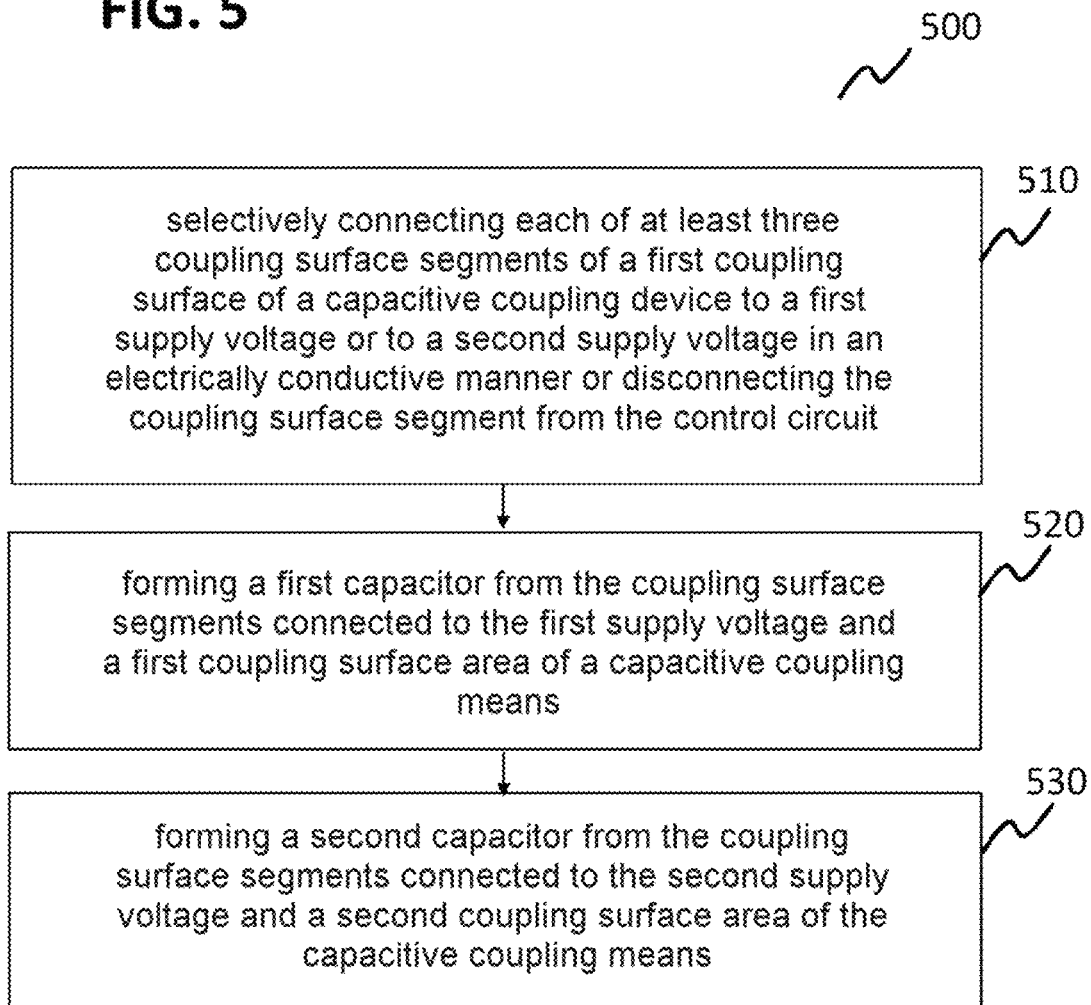 FIG. 5
500
510
selectively connecting each of at least three
coupling surface segments of a first coupling
surface of a capacitive coupling device to a first
supply voltage or to a second supply voltage in an
electrically conductive manner or disconnecting the
coupling surface segment from the control circuit
520
forming a first capacitor from the coupling surface
segments connected to the first supply voltage and
a first coupling surface area of a capacitive coupling
means
530
forming a second capacitor from the coupling
surface segments connected to the second supply
voltage and a second coupling surface area of the
capacitive coupling means